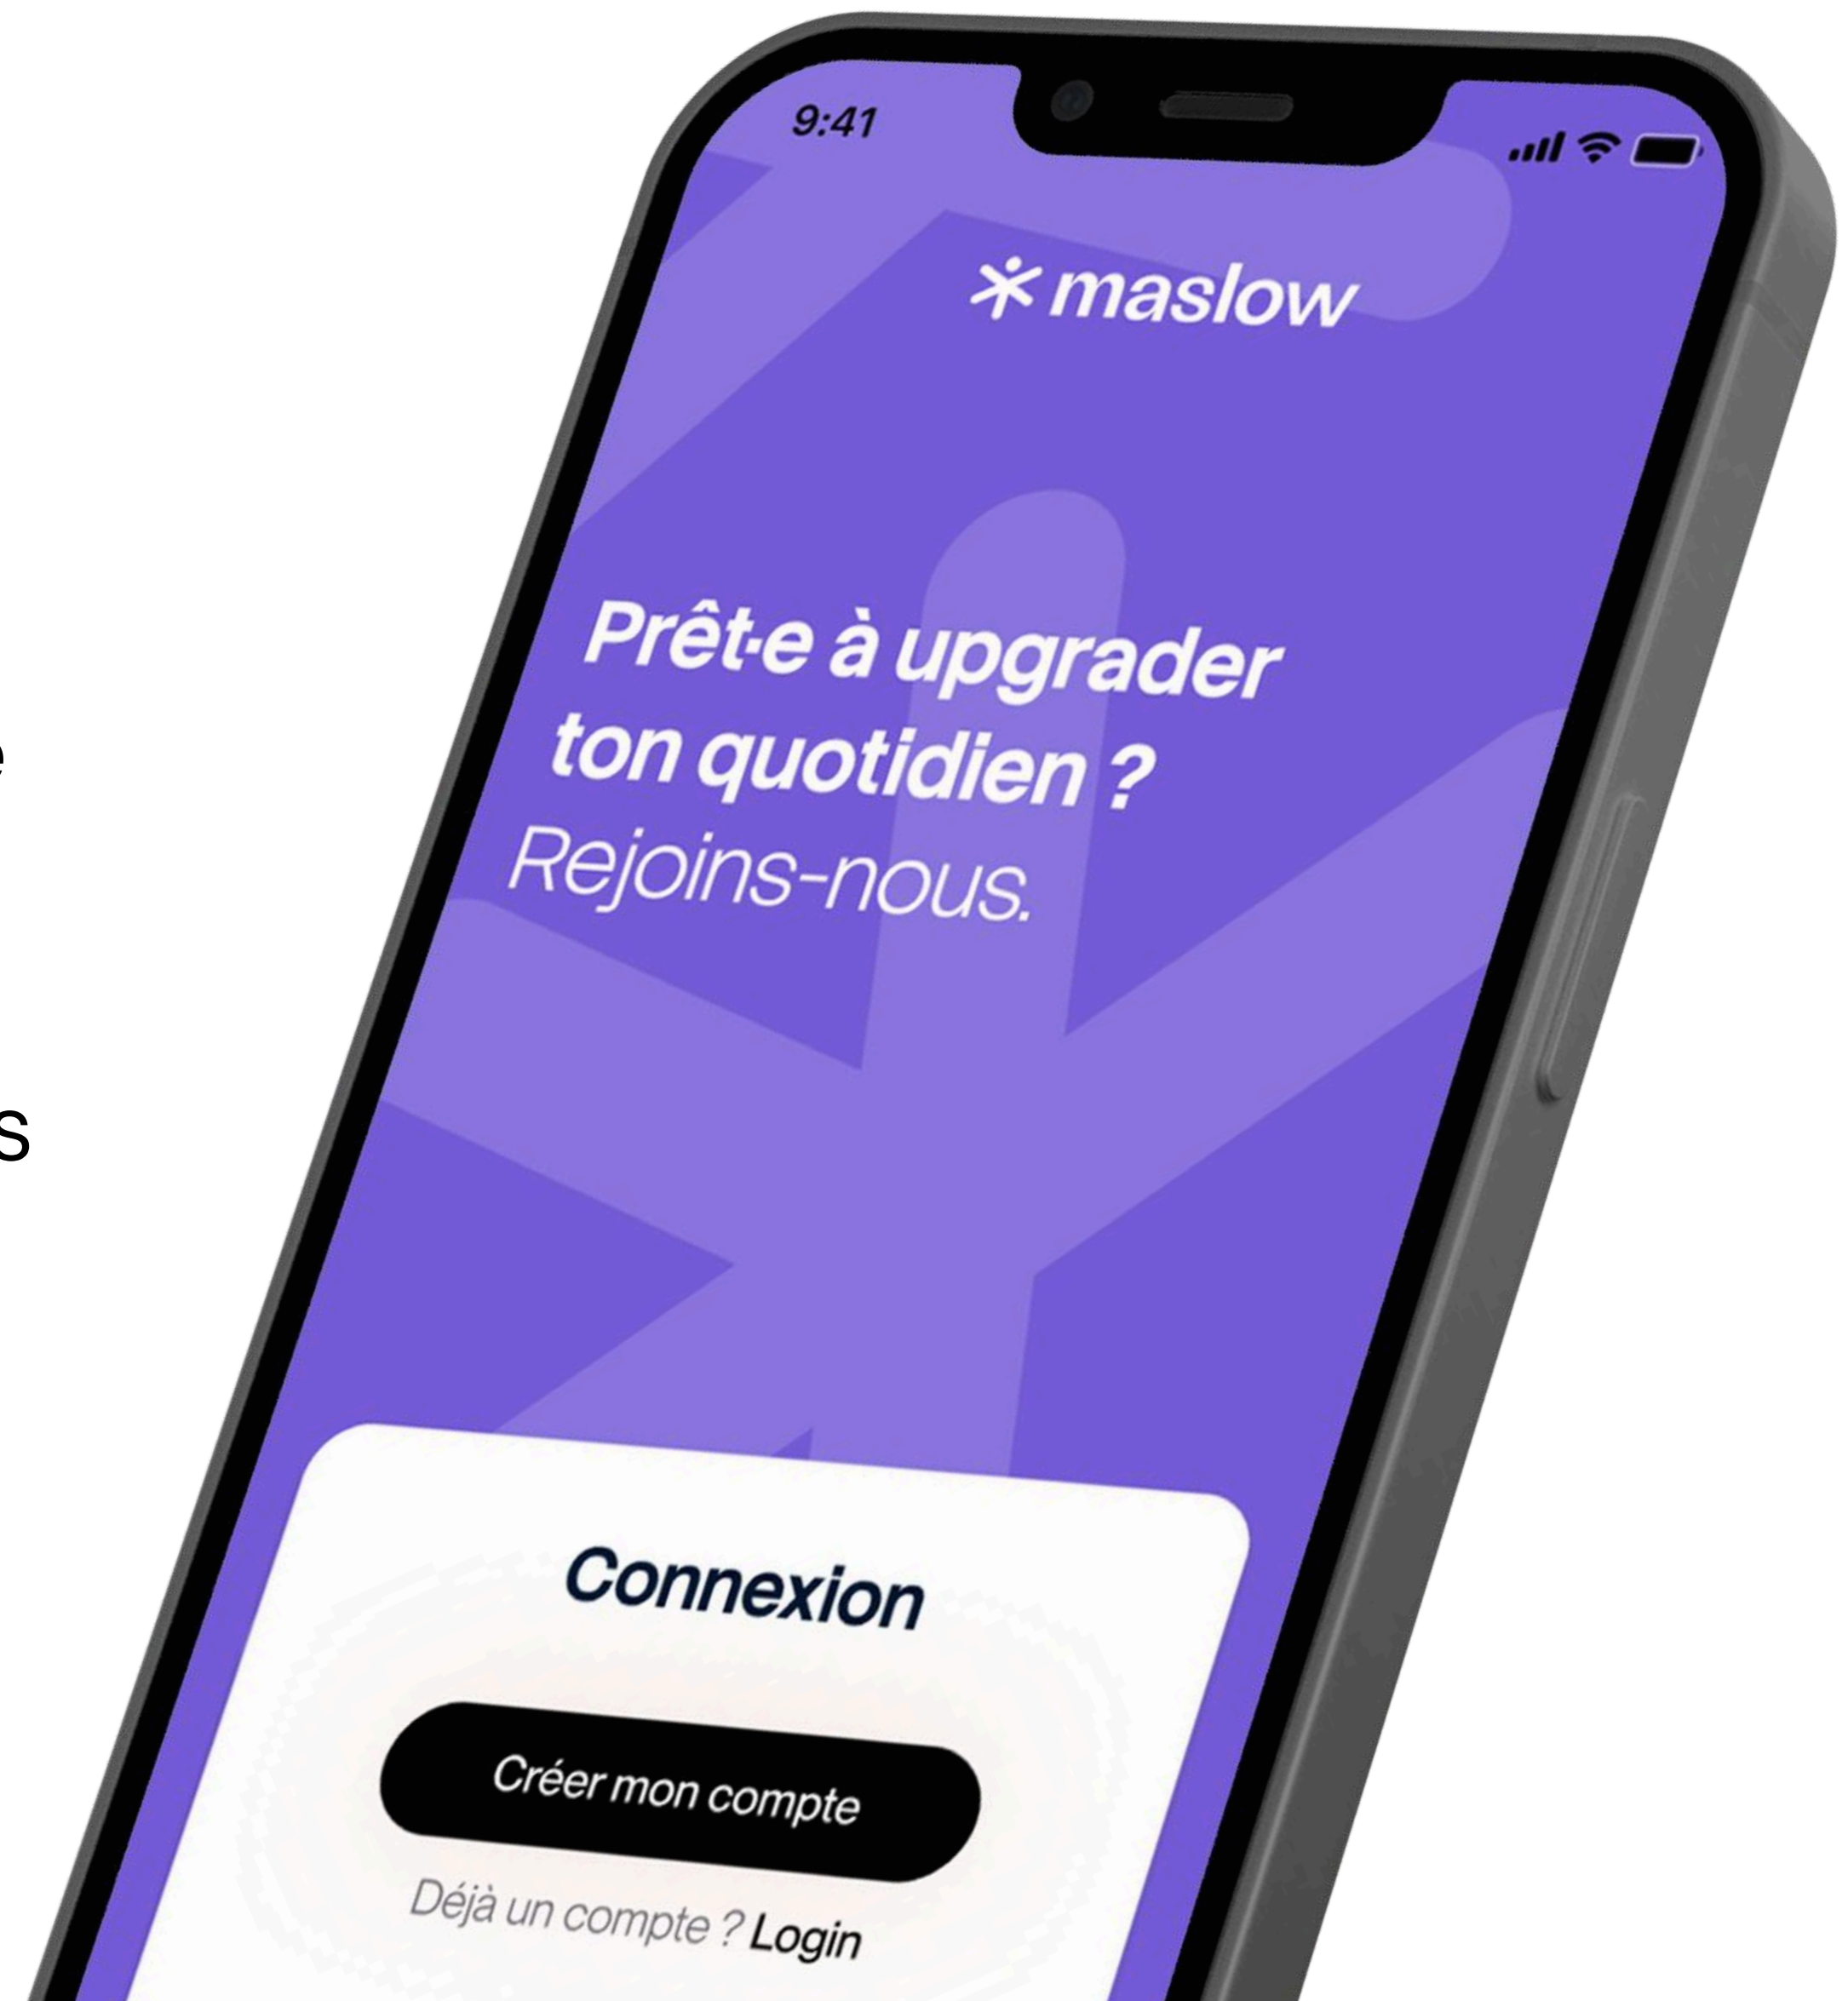 9:41
maslow
Prêt·e à upgrader
ton quotidien ?
Rejoins-nous.
e
s
Connexion
Créer mon compte
Déjà un compte ? Login